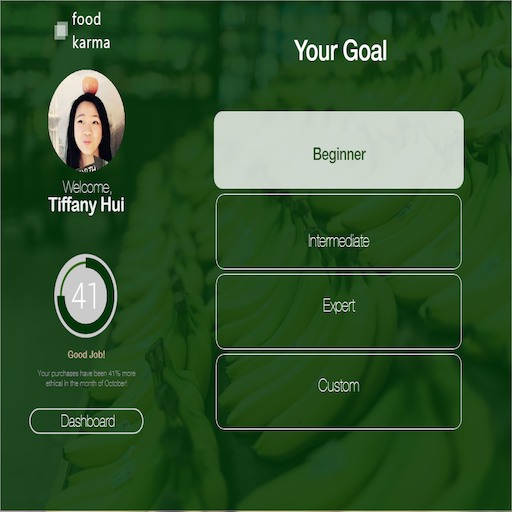 food
karma
Your Goal
Welcome,
Tiffany Hui
41
Good Job!
Your purchases have been 41% more
ethical in the month of October!
Dashboard
Beginner
Intermediate
Expert
Custom